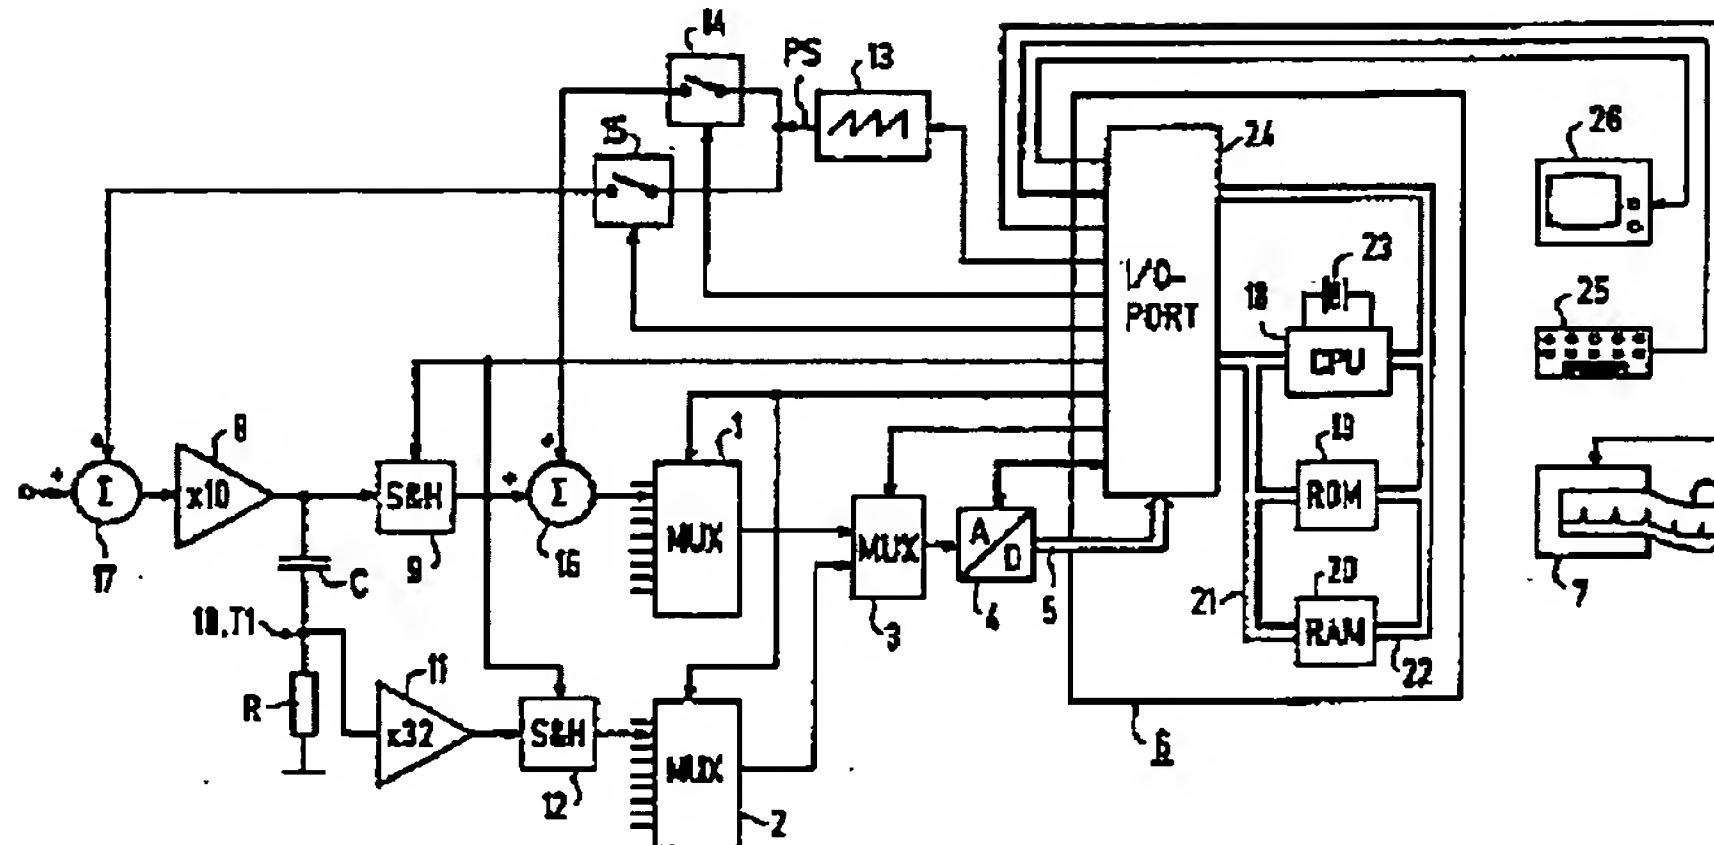 14
PS
13
15
24
26
I/O-
PORT
23
18
25
CPU
8
1
19
+
+
+
+
Σ
x10
S&H
Σ
MUX
ROM
17
9
16
MUX
A
D
C
3
4
5
21
20
7
10,T1
RAM
22
11
R
x32
S&H
MUX
6
12
2